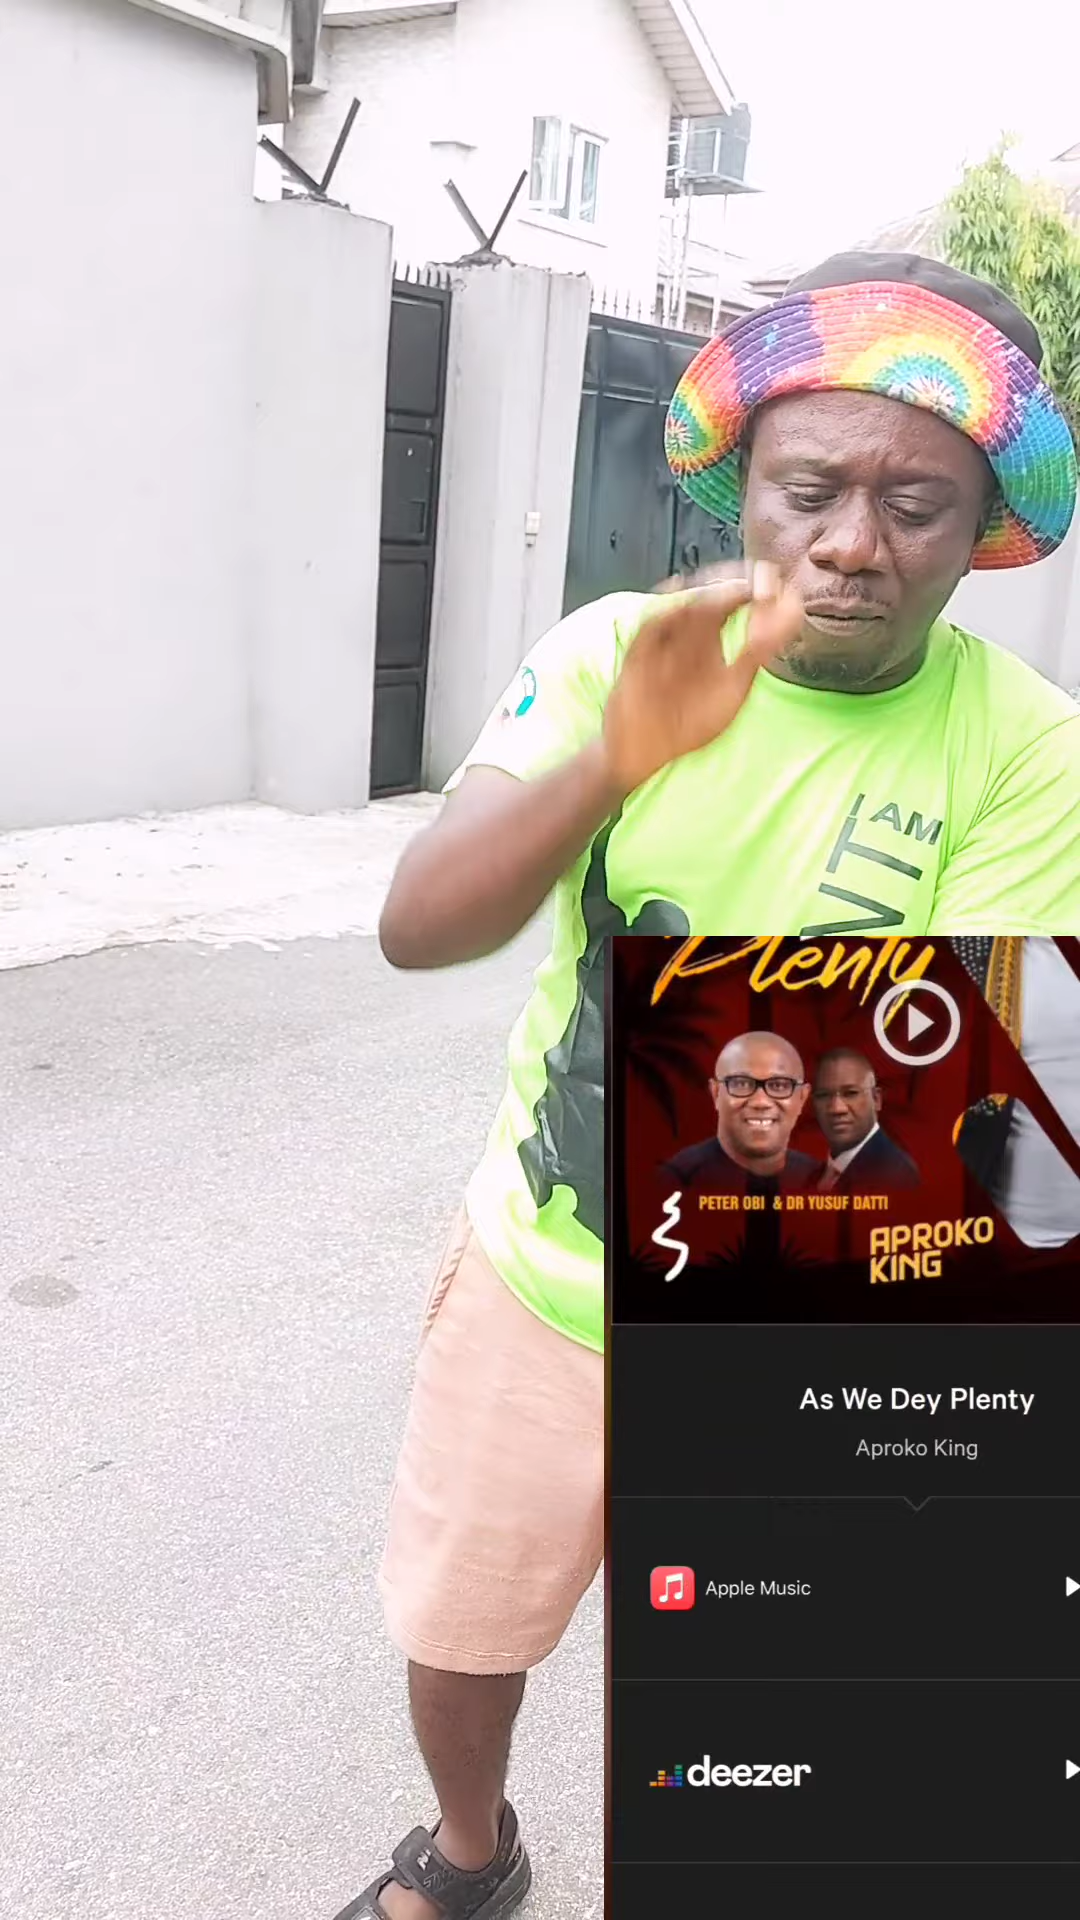 I AM
Plenty
PETER OBI & DR YUSUF DATTI
APROKO
KING
As We Dey Plenty
Aproko King
Apple Music
deezer